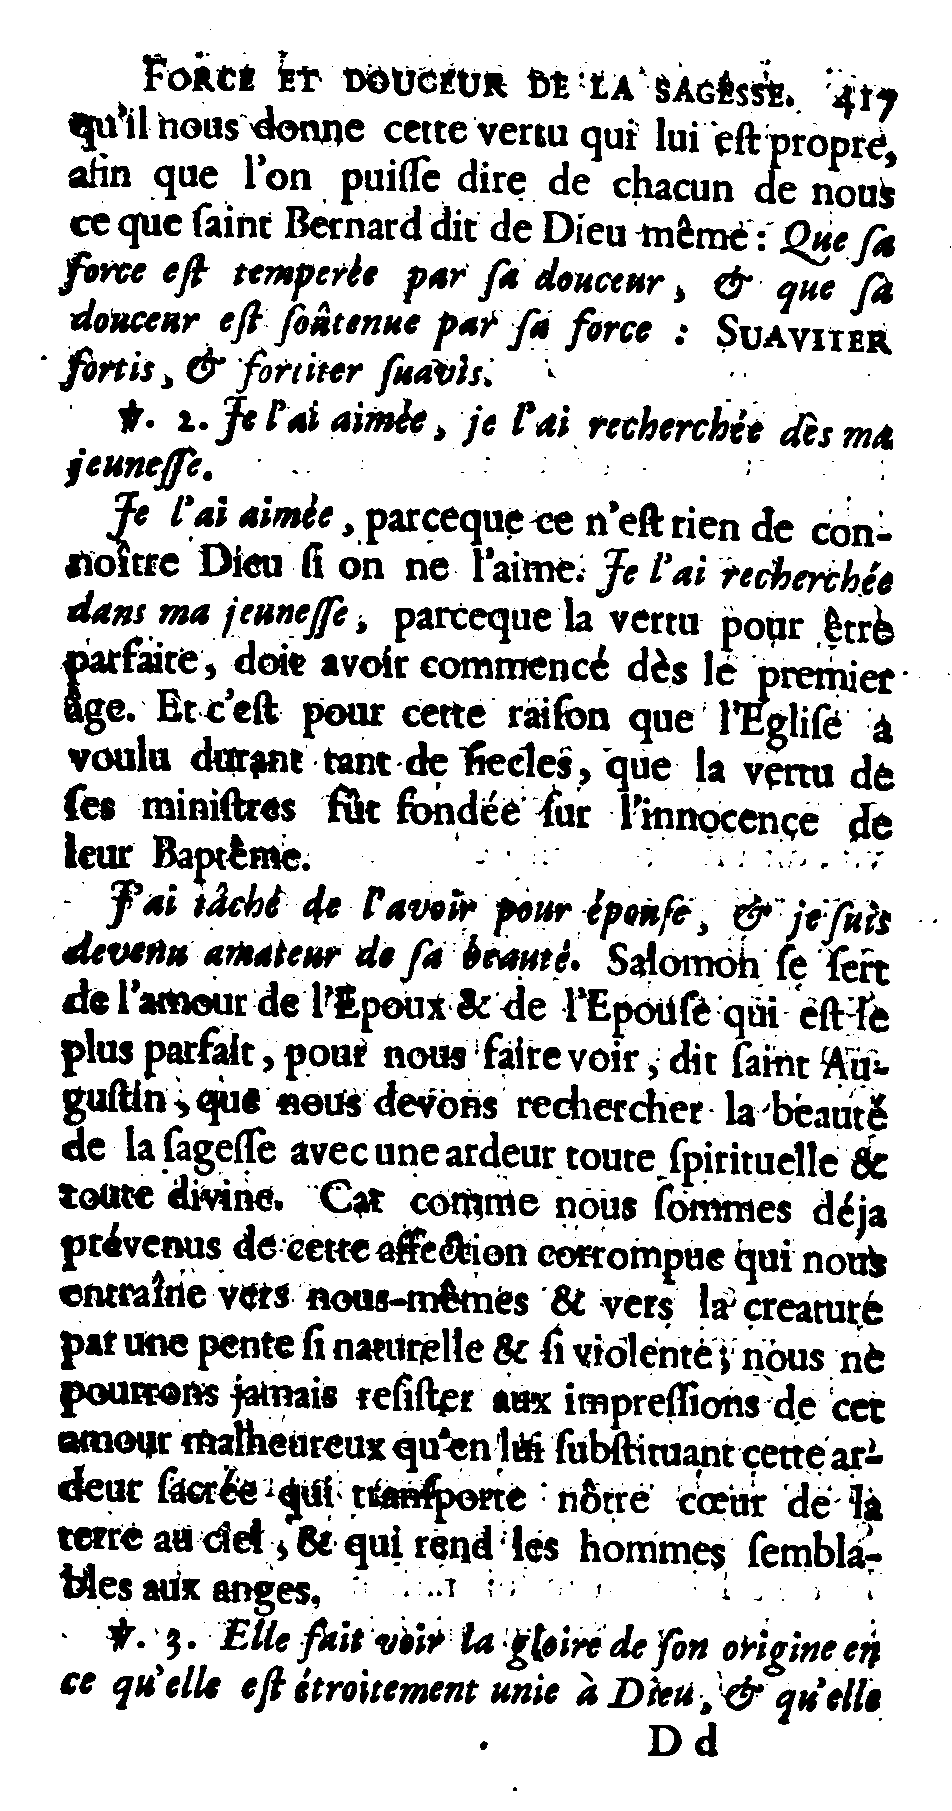 FORCE ET DOUCEUR DE LA SAGESSE. 417
qu'il nous donne cette vertu qui lui eſt propre,
afin que l'on puiſſe dire de chacun de nous
ce que ſaint Bernard dit de Dieu même : Que ſa
force eſt temperée par ſa douceur, & que ſa
douceur eſt ſoûtenue par ſa force : SUAVITER
fortis, & fortiter ſuavis.
℣. 2. Je l'ai aimée, je l'ai recherchée dès ma
jeuneſſe.
Je l'ai aimée, parceque ce n'eſt rien de con-
noître Dieu ſi on ne l'aime. Je l'ai recherchée
dans ma jeuneſſe, parceque la vertu pour être
parfaite, doit avoir commencé dès le premier
âge. Et c'eſt pour cette raiſon que l'Egliſe a
voulu durant tant de ſiecles, que la vertu de
ſes miniſtres fût fondée ſur l'innocence de
leur Baptême.
J'ai tâché de l'avoir pour épouſe, & je ſuis
devenu amateur de ſa beauté. Salomon ſe ſert
de l'amour de l'Epoux & de l'Epouſe qui eſt le
plus parfait, pour nous faire voir, dit ſaint Au-
guſtin, que nous devons rechercher la beauté
de la ſageſſe avec une ardeur toute ſpirituelle &
toute divine. Car comme nous ſommes déja
prévenus de cette affection corrompue qui nous
entraîne vers nous-mêmes & vers la creature
par une pente ſi naturelle & ſi violente; nous ne
pourrons jamais reſiſter aux impreſſions de cet
amour malheureux qu'en lui ſubſtituant cette ar-
deur ſacrée qui tranſporte nôtre cœur de la
terre au ciel, & qui rend les hommes ſembla-
bles aux anges.
℣. 3. Elle fait voir la gloire de ſon origine en
ce qu'elle eſt étroitement unie à Dieu, & qu'elle
D d